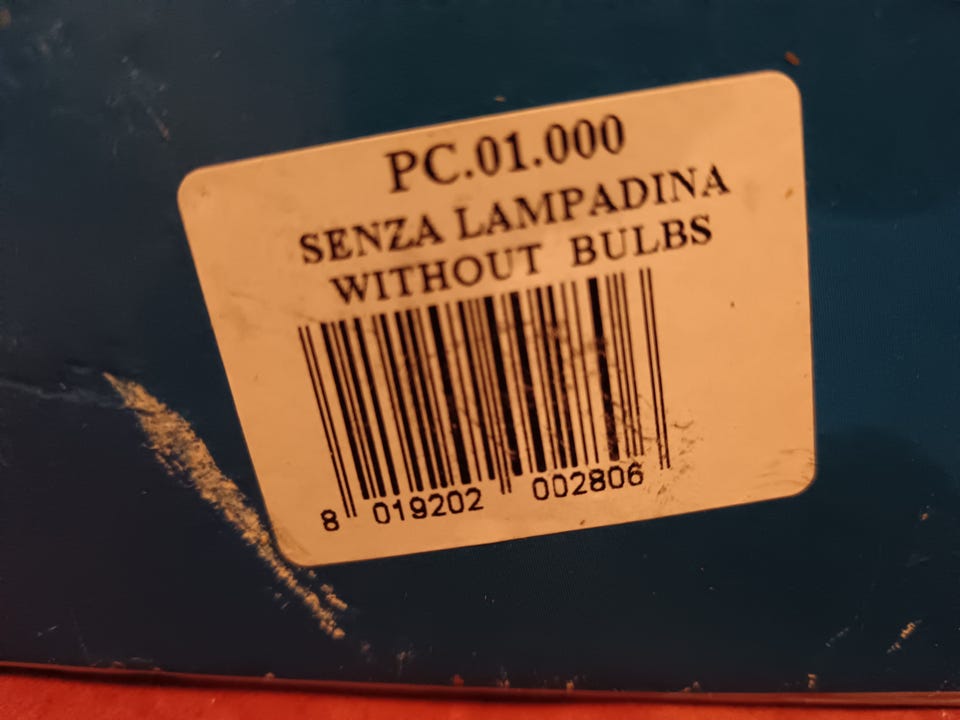 PC.01.000
SENZA LAMPADINA
WITHOUT BULBS
8 019202 002806